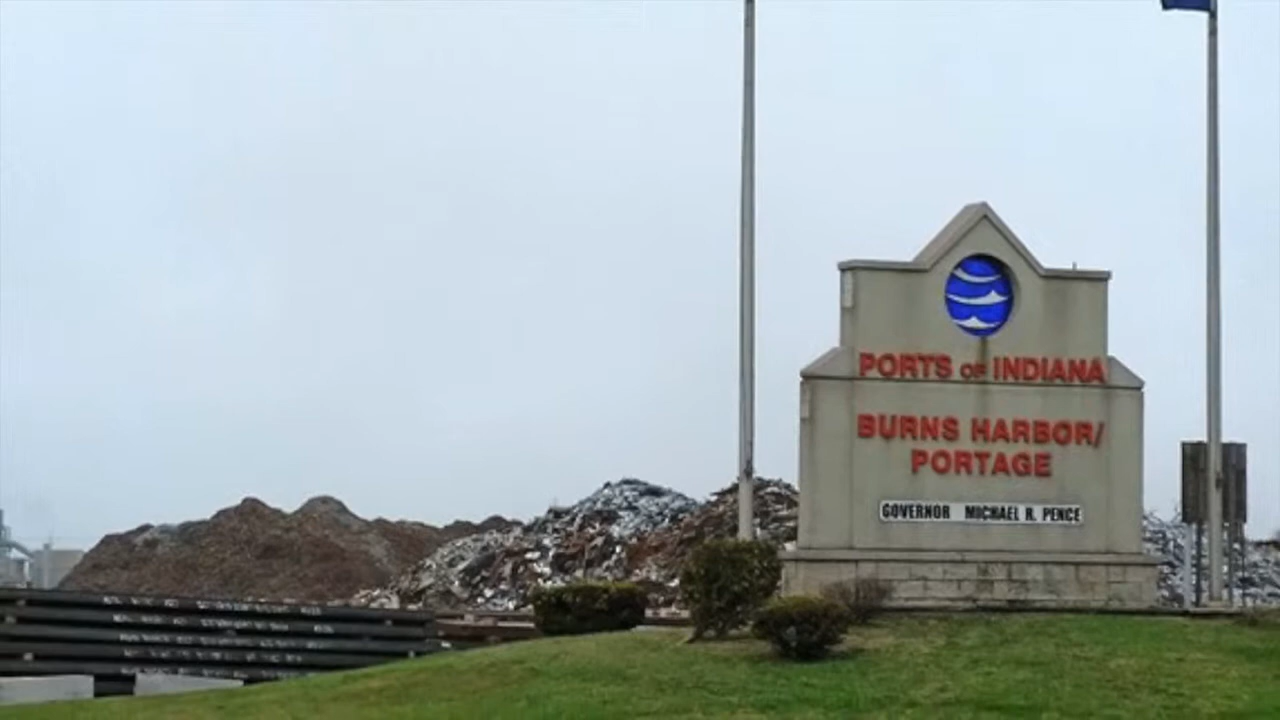 PORTS OF INDIANA
BURNS HARBOR/
PORTAGE
GOVERNOR MICHAEL R. PENCE